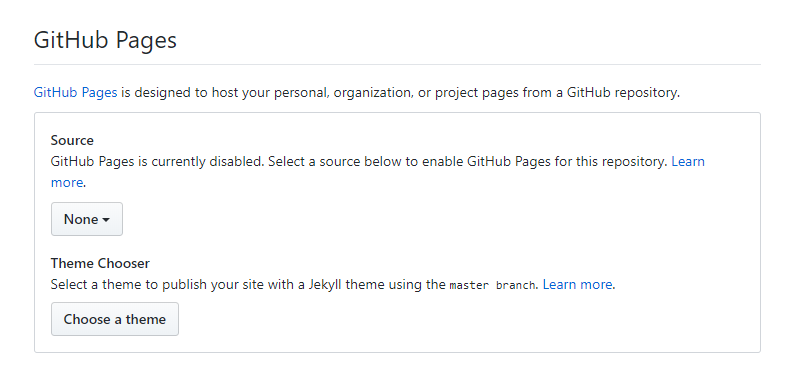 GitHub Pages
GitHub Pages is designed to host your personal, organization, or project pages from a GitHub repository.
Source
GitHub Pages is currently disabled. Select a source below to enable GitHub Pages for this repository. Learn
more.
None
Theme Chooser
Select a theme to publish your site with a Jekyll theme using the master branch. Learn more.
Choose a theme